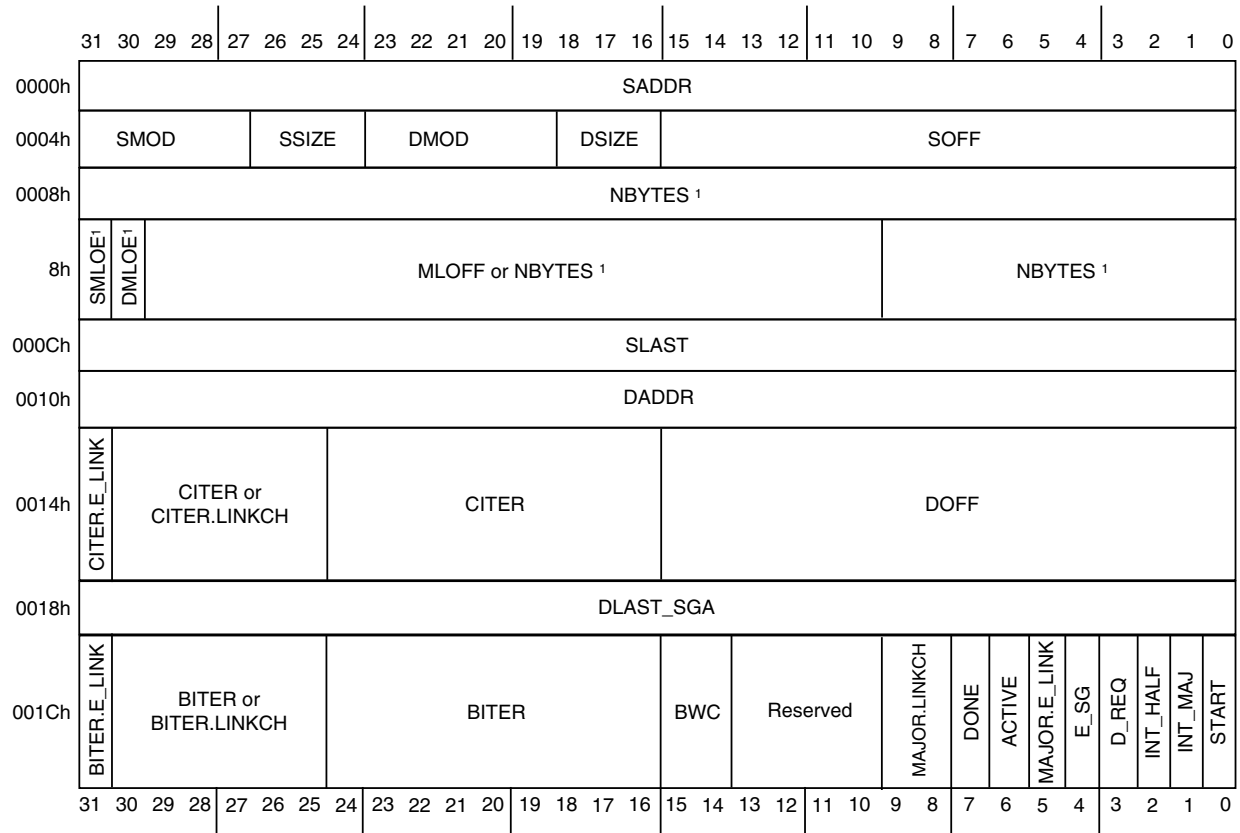 31 30 29 28 27 26 25 24 23 22 21 20 19 18 17 16 15 14 13 12 11 10 9 8 7 6 5 4 3 2 1 0
0000h SADDR
0004h SMOD SSIZE DMOD DSIZE SOFF
0008h NBYTES 1
8h SMLOE1 DMLOE1 MLOFF or NBYTES 1 NBYTES 1
000Ch SLAST
0010h DADDR
0014h CITER.E_LINK CITER or
CITER.LINKCH CITER DOFF
0018h DLAST_SGA
001Ch BITER.E_LINK BITER or
BITER.LINKCH BITER BWC Reserved MAJOR.LINKCH DONE ACTIVE MAJOR.E_LINK E_SG D_REQ INT_HALF INT_MAJ START
31 30 29 28 27 26 25 24 23 22 21 20 19 18 17 16 15 14 13 12 11 10 9 8 7 6 5 4 3 2 1 0